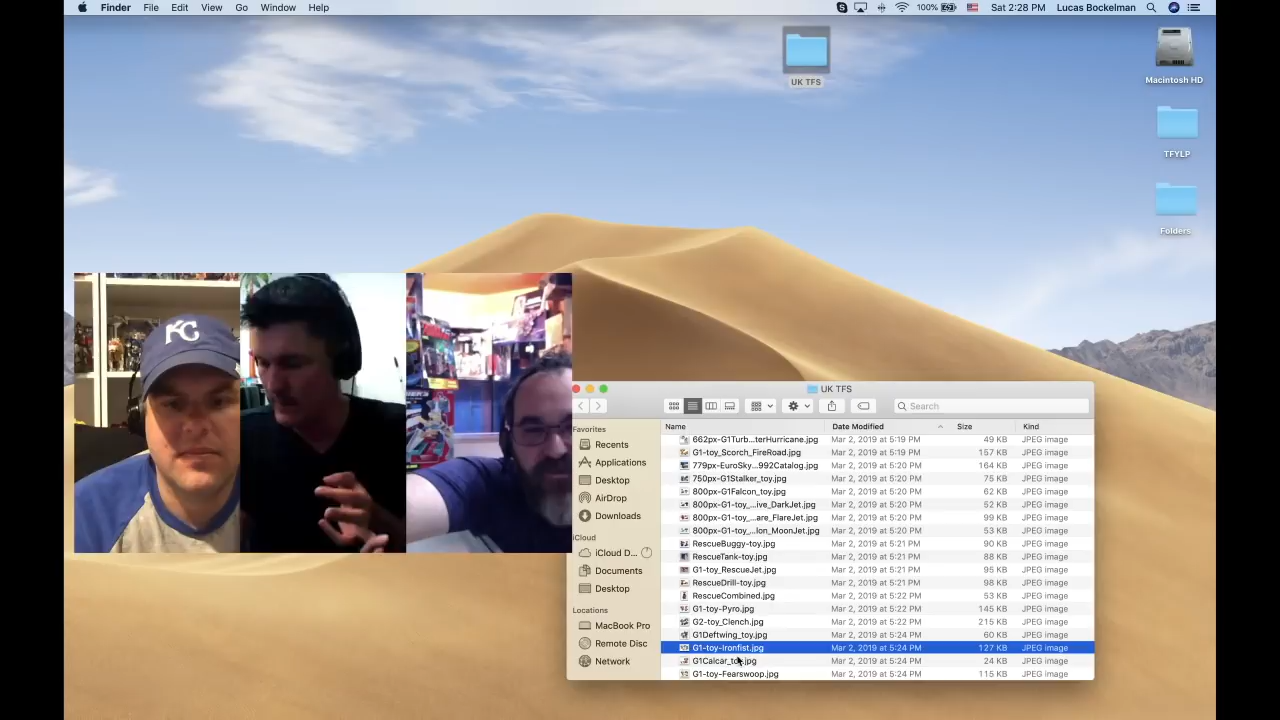 Finder File Edit View Go Window Help 100% Sat 2:28 PM Lucas Bockelman
UK TFS
Macintosh HD
TFYLP
Folders
KC
UK TFS
Search
Name Date Modified Size Kind
662px-G1Turb...terHurricane.jpg Mar 2, 2019 at 5:19 PM 49 KB JPEG image
G1-toy_Scorch_FireRoad.jpg Mar 2, 2019 at 5:19 PM 157 KB JPEG image
779px-EuroSky...992Catalog.jpg Mar 2, 2019 at 5:20 PM 164 KB JPEG image
750px-G1Stalker_toy.jpg Mar 2, 2019 at 5:20 PM 75 KB JPEG image
800px-G1Falcon_toy.jpg Mar 2, 2019 at 5:20 PM 62 KB JPEG image
800px-G1-toy_...ive_DarkJet.jpg Mar 2, 2019 at 5:20 PM 52 KB JPEG image
800px-G1-toy_...are_FlareJet.jpg Mar 2, 2019 at 5:20 PM 99 KB JPEG image
800px-G1-toy_...lon_MoonJet.jpg Mar 2, 2019 at 5:20 PM 53 KB JPEG image
RescueBuggy-toy.jpg Mar 2, 2019 at 5:21 PM 90 KB JPEG image
RescueTank-toy.jpg Mar 2, 2019 at 5:21 PM 88 KB JPEG image
G1-toy_RescueJet.jpg Mar 2, 2019 at 5:21 PM 95 KB JPEG image
RescueDrill-toy.jpg Mar 2, 2019 at 5:21 PM 98 KB JPEG image
RescueCombined.jpg Mar 2, 2019 at 5:22 PM 53 KB JPEG image
G1-toy-Pyro.jpg Mar 2, 2019 at 5:22 PM 145 KB JPEG image
G2-toy_Clench.jpg Mar 2, 2019 at 5:22 PM 215 KB JPEG image
G1Deftwing_toy.jpg Mar 2, 2019 at 5:24 PM 60 KB JPEG image
G1-toy-Ironfist.jpg Mar 2, 2019 at 5:24 PM 127 KB JPEG image
G1Calcar_toy.jpg Mar 2, 2019 at 5:24 PM 24 KB JPEG image
G1-toy-Fearswoop.jpg Mar 2, 2019 at 5:24 PM 115 KB JPEG image
Favorites
Recents
Applications
Desktop
AirDrop
Downloads
iCloud
iCloud D...
Documents
Desktop
Locations
MacBook Pro
Remote Disc
Network